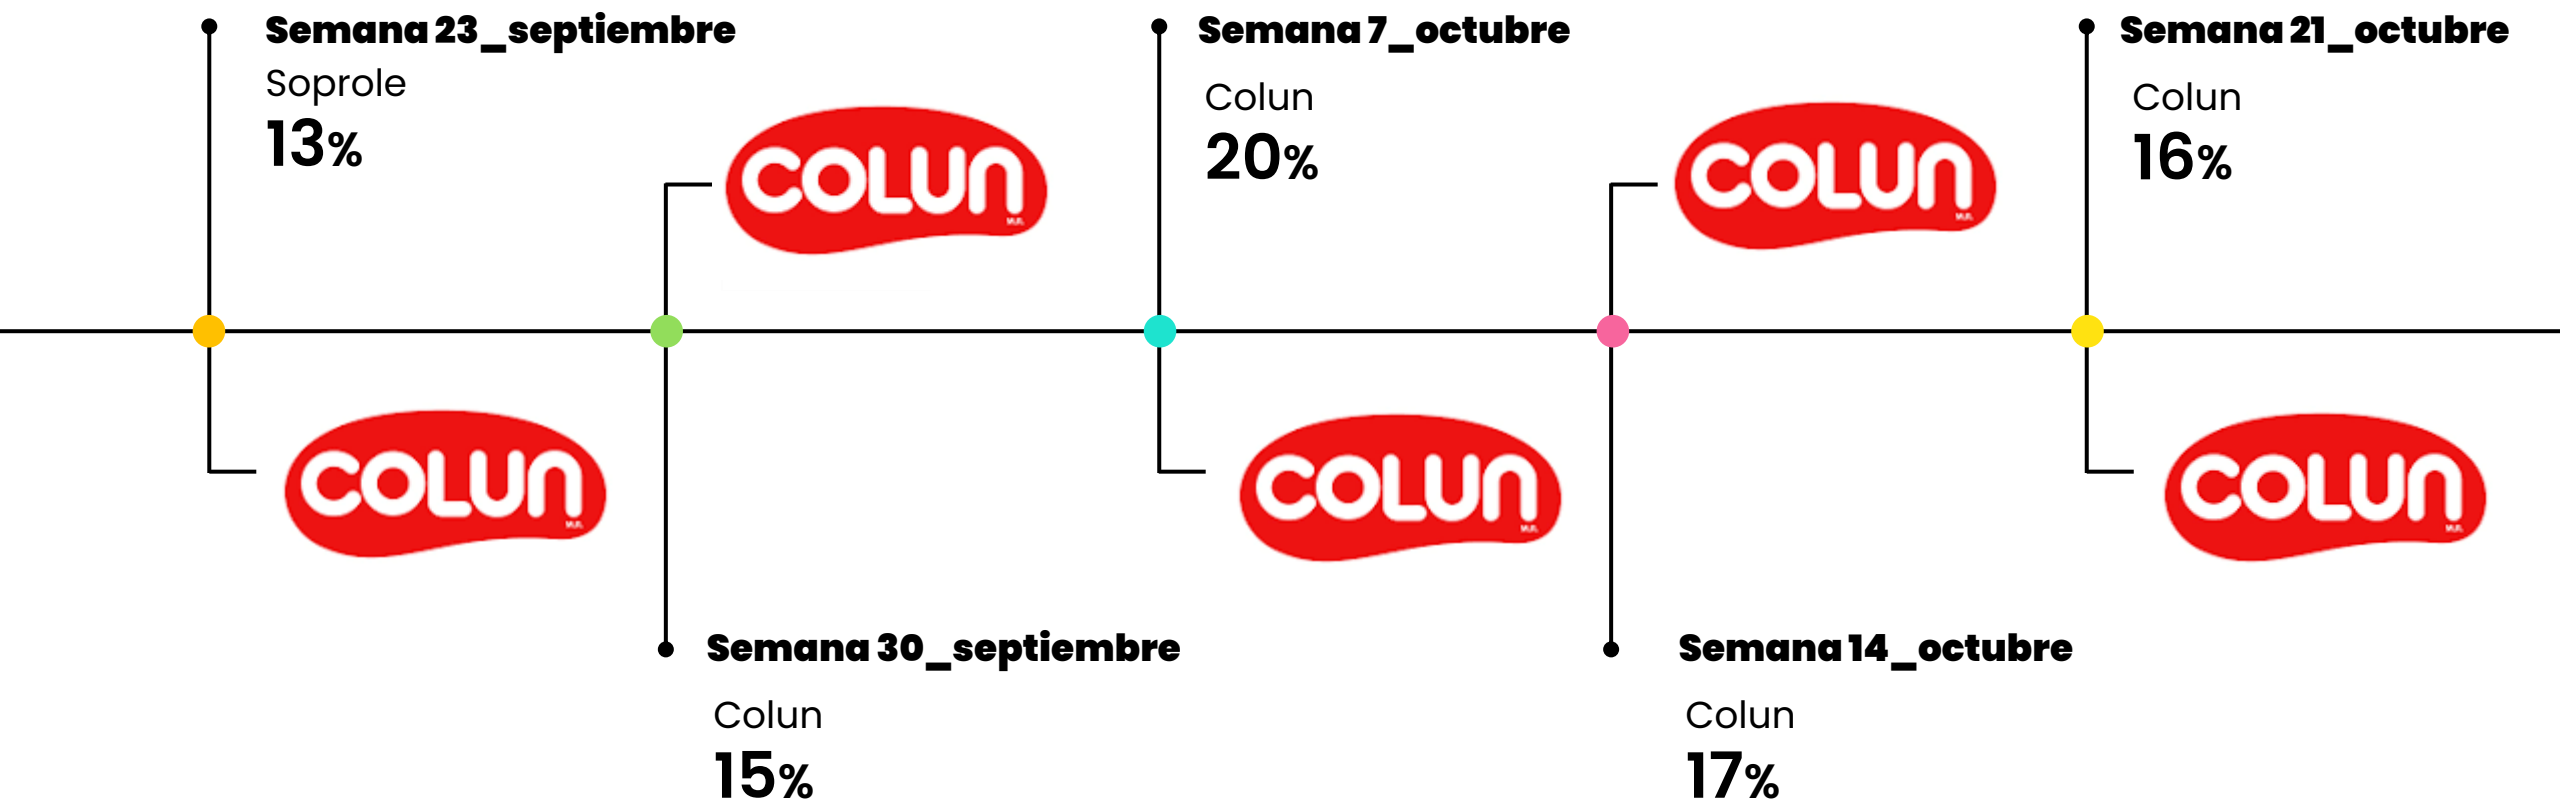 Semana 23_septiembre
Soprole
13%
COLUN
M.R.
COLUN
M.R.
Semana 30_septiembre
Colun
15%
Semana 7_octubre
Colun
20%
COLUN
M.R.
COLUN
M.R.
Semana 14_octubre
Colun
17%
Semana 21_octubre
Colun
16%
COLUN
M.R.